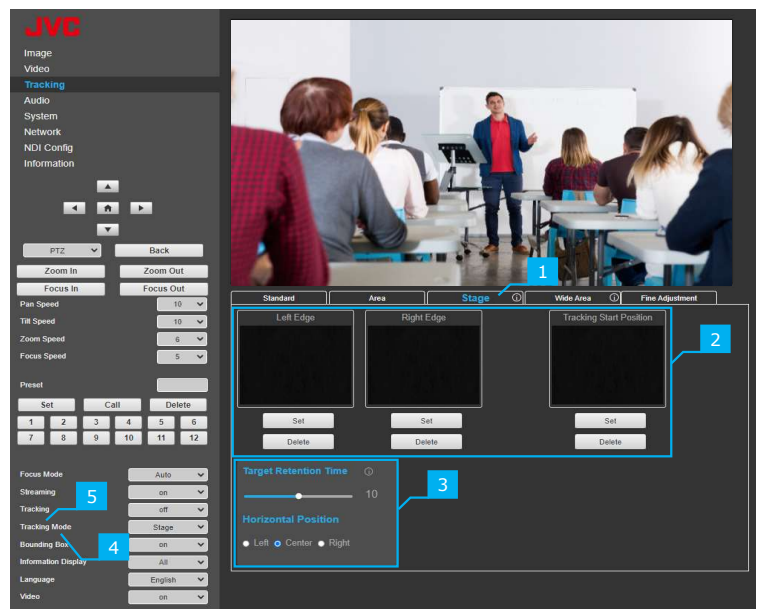 JVC
Image
Video
Tracking
Audio
System
Network
NDI Config
Information
PTZ Back
Zoom In Zoom Out
Focus In Focus Out
Pan Speed 10
Tilt Speed 10
Zoom Speed 6
Focus Speed 5
Preset
Set Call Delete
1 2 3 4 5 6
7 8 9 10 11 12
Focus Mode Auto
Streaming on
5
Tracking off
Tracking Mode Stage
4
Bounding Box on
Information Display All
Language English
Video on
1
Standard Area Stage Wide Area Fine Adjustment
Left Edge Right Edge Tracking Start Position
2
Set Set Set
Delete Delete Delete
Target Retention Time
10
3
Horizontal Position
Left Center Right